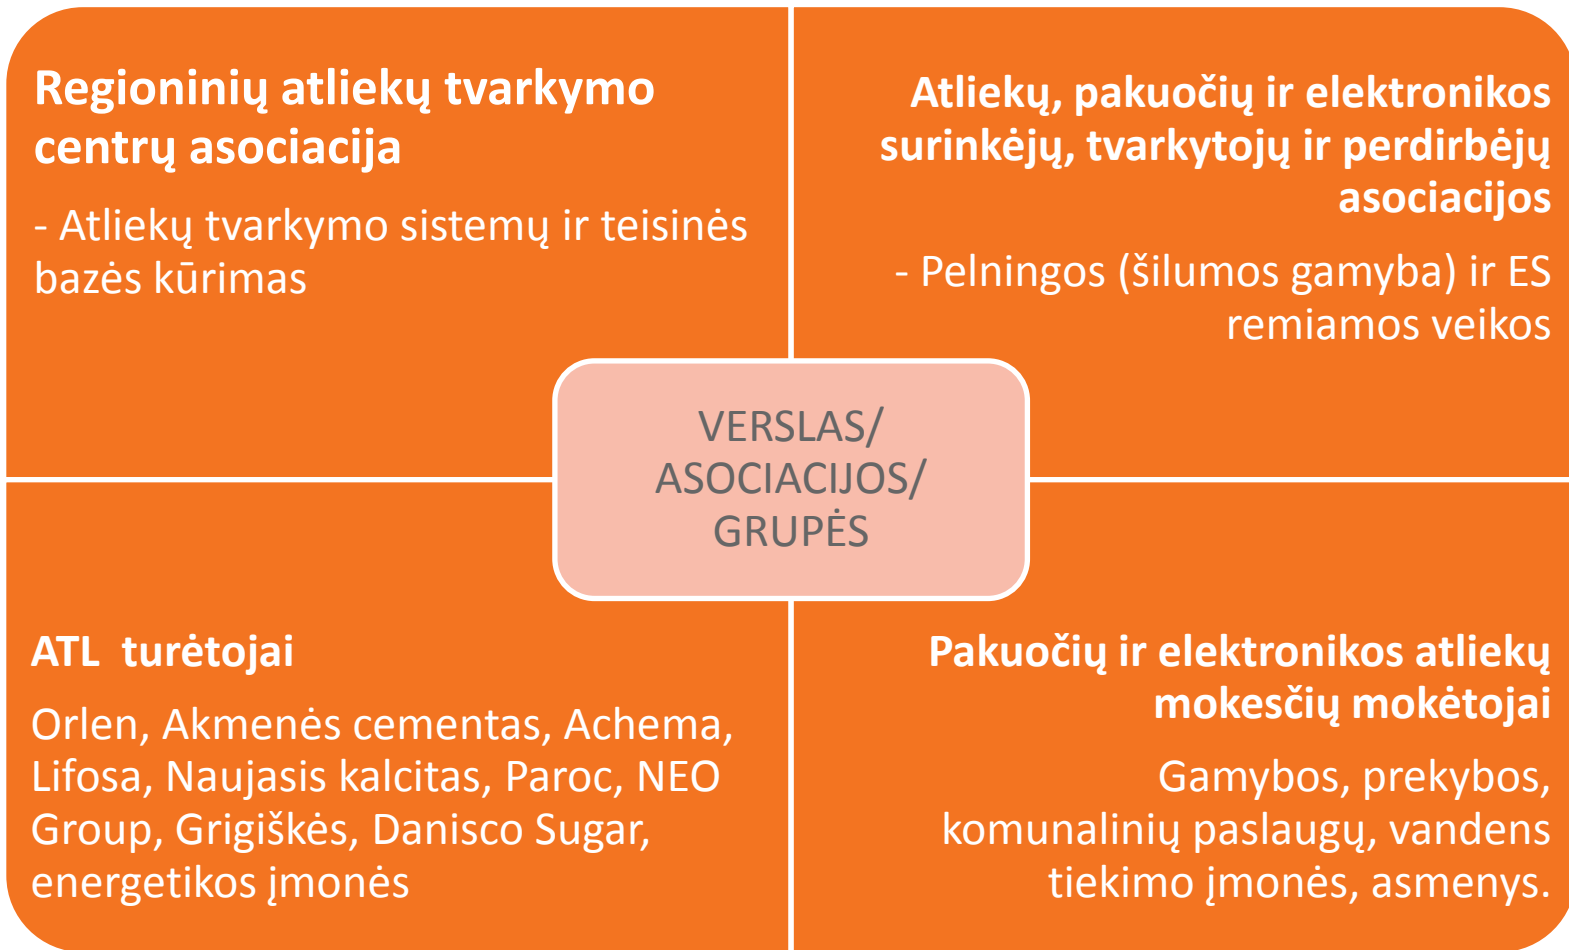 Regioninių atliekų tvarkymo
centrų asociacija
- Atliekų tvarkymo sistemų ir teisinės
bazės kūrimas
Atliekų, pakuočių ir elektronikos
surinkėjų, tvarkytojų ir perdirbėjų
asociacijos
- Pelningos (šilumos gamyba) ir ES
remiamos veikos
VERSLAS/
ASOCIACIJOS/
GRUPĖS
ATL  turėtojai
Orlen, Akmenės cementas, Achema,
Lifosa, Naujasis kalcitas, Paroc, NEO
Group, Grigiškės, Danisco Sugar,
energetikos įmonės
Pakuočių ir elektronikos atliekų
mokesčių mokėtojai
Gamybos, prekybos,
komunalinių paslaugų, vandens
tiekimo įmonės, asmenys.